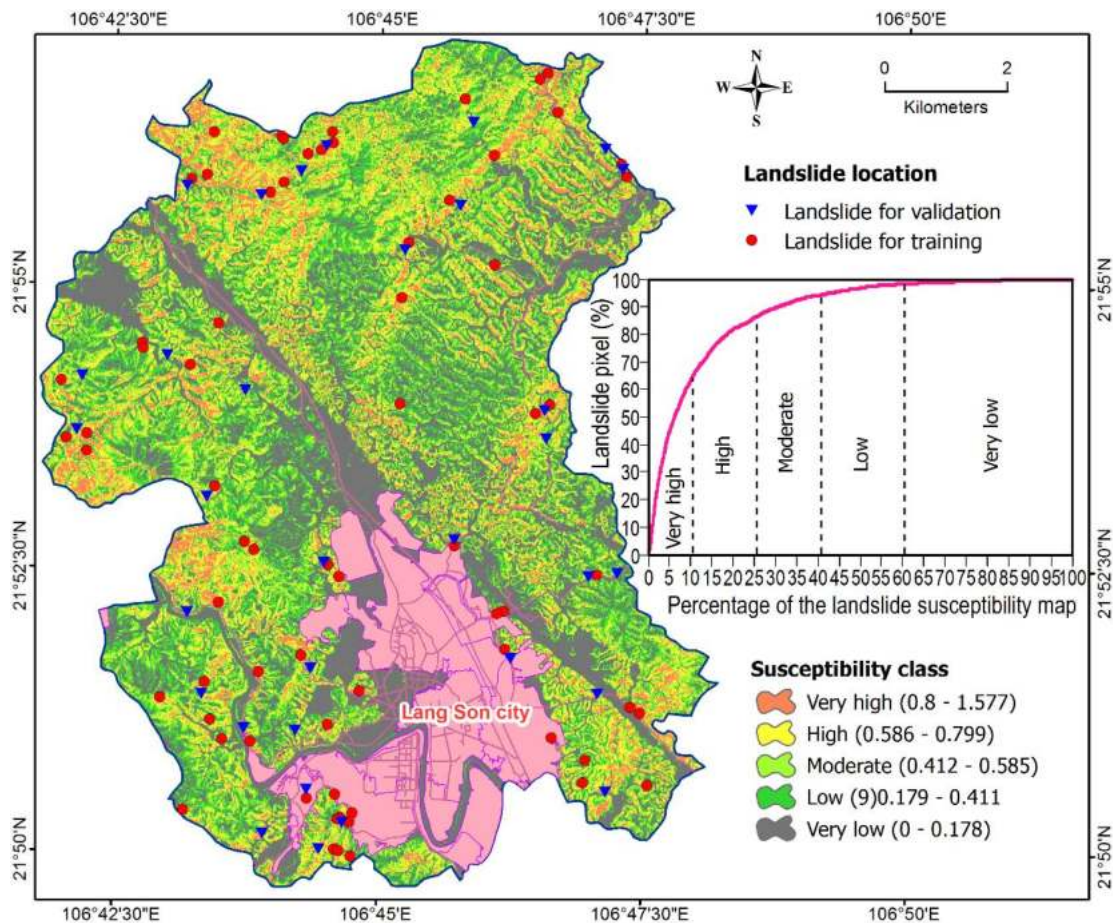 106°42'30"E 106°45'E 106°47'30"E 106°50'E
N
W E
S
0 2
Kilometers
Landslide location
Landslide for validation
Landslide for training
21°55'N
21°52'30"N
21°50'N
21°55'N
21°52'30"N
21°50'N
Landslide pixel (%)
100
90
80
70
60
50
40
30
20
10
0
Very high
High
Moderate
Low
Very low
0 5 10 15 20 25 30 35 40 45 50 55 60 65 70 75 80 85 90 95 100
Percentage of the landslide susceptibility map
Lang Son city
Susceptibility class
Very high (0.8 - 1.577)
High (0.586 - 0.799)
Moderate (0.412 - 0.585)
Low (9)0.179 - 0.411
Very low (0 - 0.178)
106°42'30"E 106°45'E 106°47'30"E 106°50'E